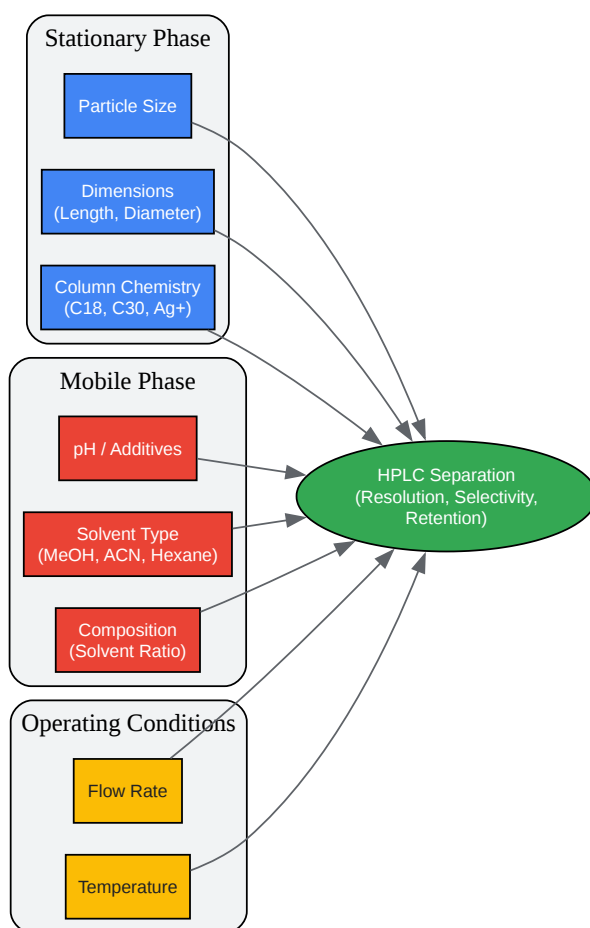 Stationary Phase
Particle Size
Dimensions
(Length, Diameter)
Column Chemistry
(C18, C30, Ag+)
Mobile Phase
pH / Additives
Solvent Type
(MeOH, ACN, Hexane)
Composition
(Solvent Ratio)
HPLC Separation
(Resolution, Selectivity,
Retention)
Operating Conditions
Flow Rate
Temperature